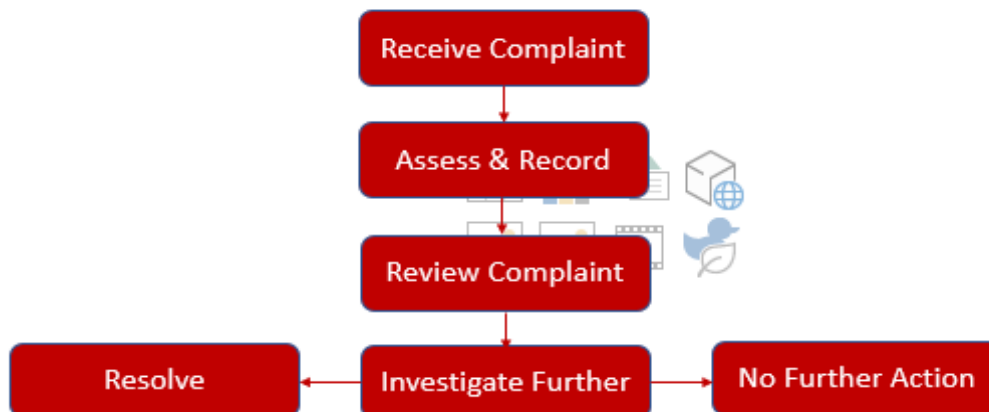 Receive Complaint
Assess & Record
Review Complaint
Resolve
Investigate Further
No Further Action